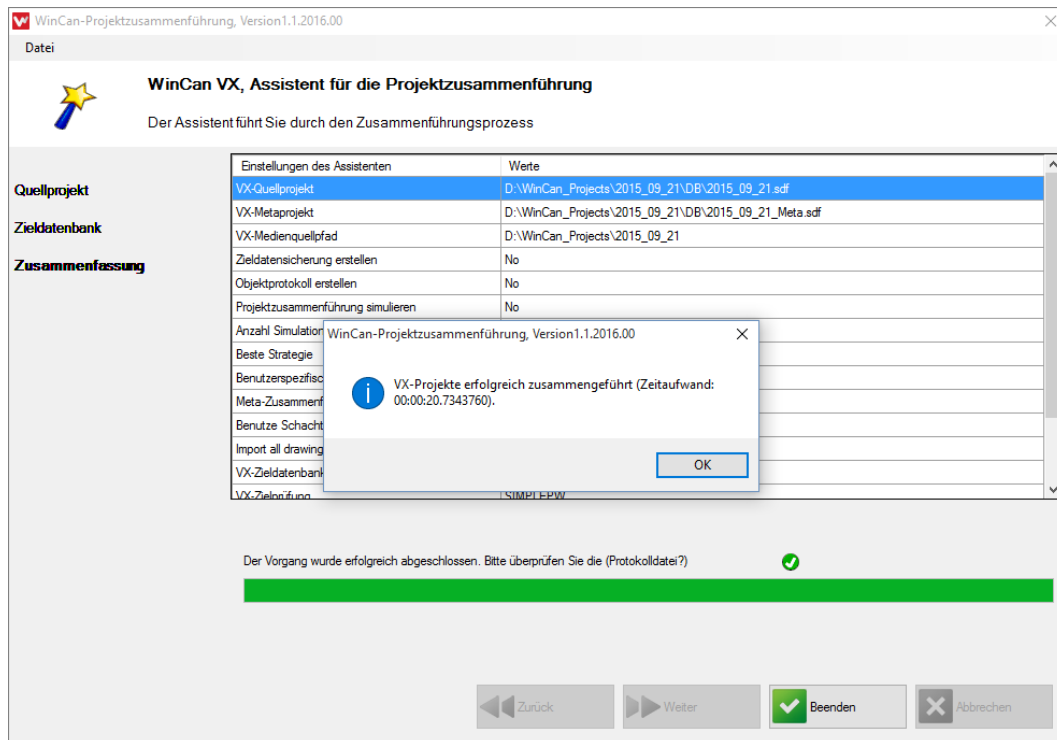 WinCan-Projektzusammenführung, Version1.1.2016.00
Datei
WinCan VX, Assistent für die Projektzusammenführung
Der Assistent führt Sie durch den Zusammenführungsprozess
Quellprojekt
Zieldatenbank
Zusammenfassung
Einstellungen des Assistenten Werte
VX-Quellprojekt D:\WinCan_Projects\2015_09_21\DB\2015_09_21.sdf
VX-Metaprojekt D:\WinCan_Projects\2015_09_21\DB\2015_09_21_Meta.sdf
VX-Medienquellpfad D:\WinCan_Projects\2015_09_21
Zieldatensicherung erstellen No
Objektprotokoll erstellen No
Projektzusammenführung simulieren No
Anzahl Simulation
Beste Strategie
Benutzerspezifisc
Meta-Zusammenf
Benutze Schacht
Import all drawing
VX-Zieldatenbank
VX-Zielprüfung SIMPLEPW
WinCan-Projektzusammenführung, Version1.1.2016.00
VX-Projekte erfolgreich zusammengeführt (Zeitaufwand:
00:00:20.7343760).
OK
Der Vorgang wurde erfolgreich abgeschlossen. Bitte überprüfen Sie die (Protokolldatei?)
Zurück Weiter Beenden Abbrechen